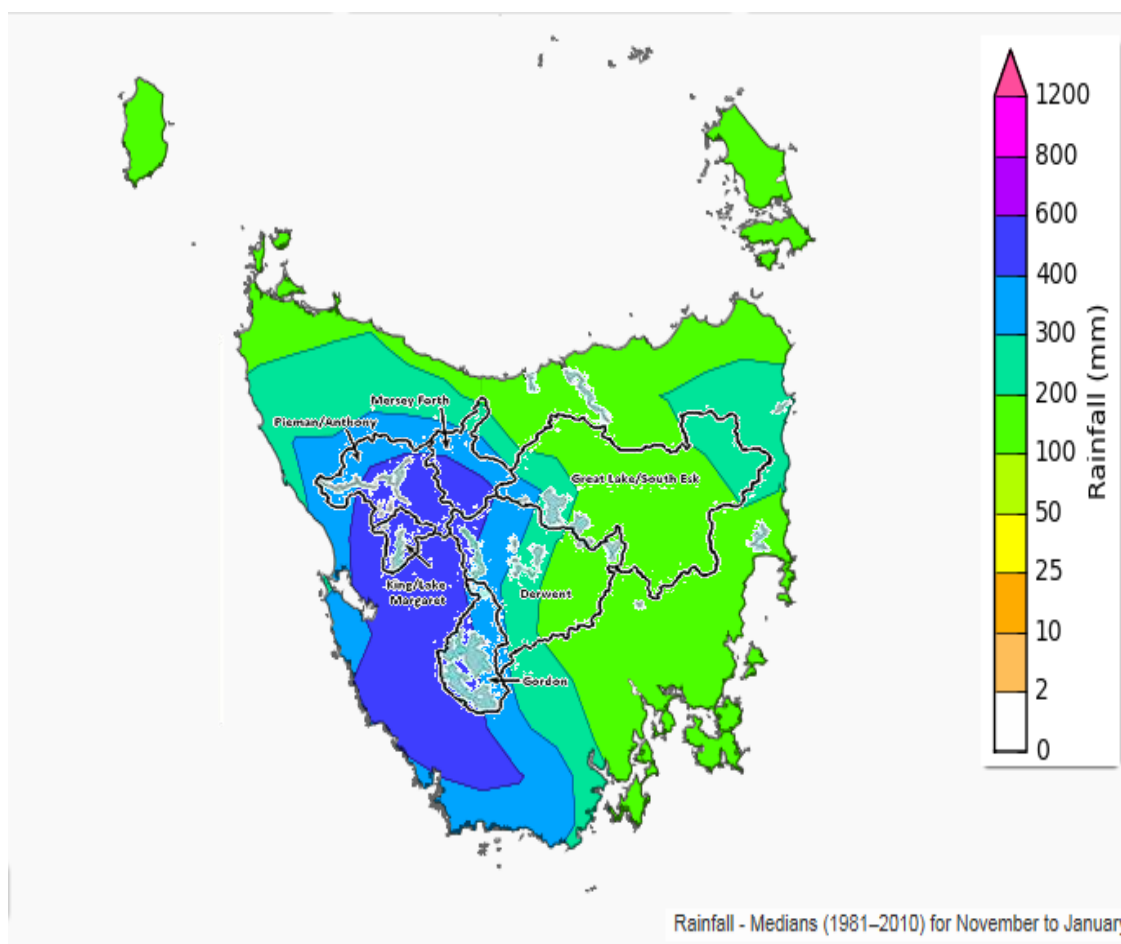 1200
800
600
400
300
200
100
50
25
10
2
0
Rainfall (mm)
Mersey Forth
Pieman/Anthony
Great Lake/South Esk
King/Lake
Margaret
Derwent
Gordon
Rainfall - Medians (1981–2010) for November to January